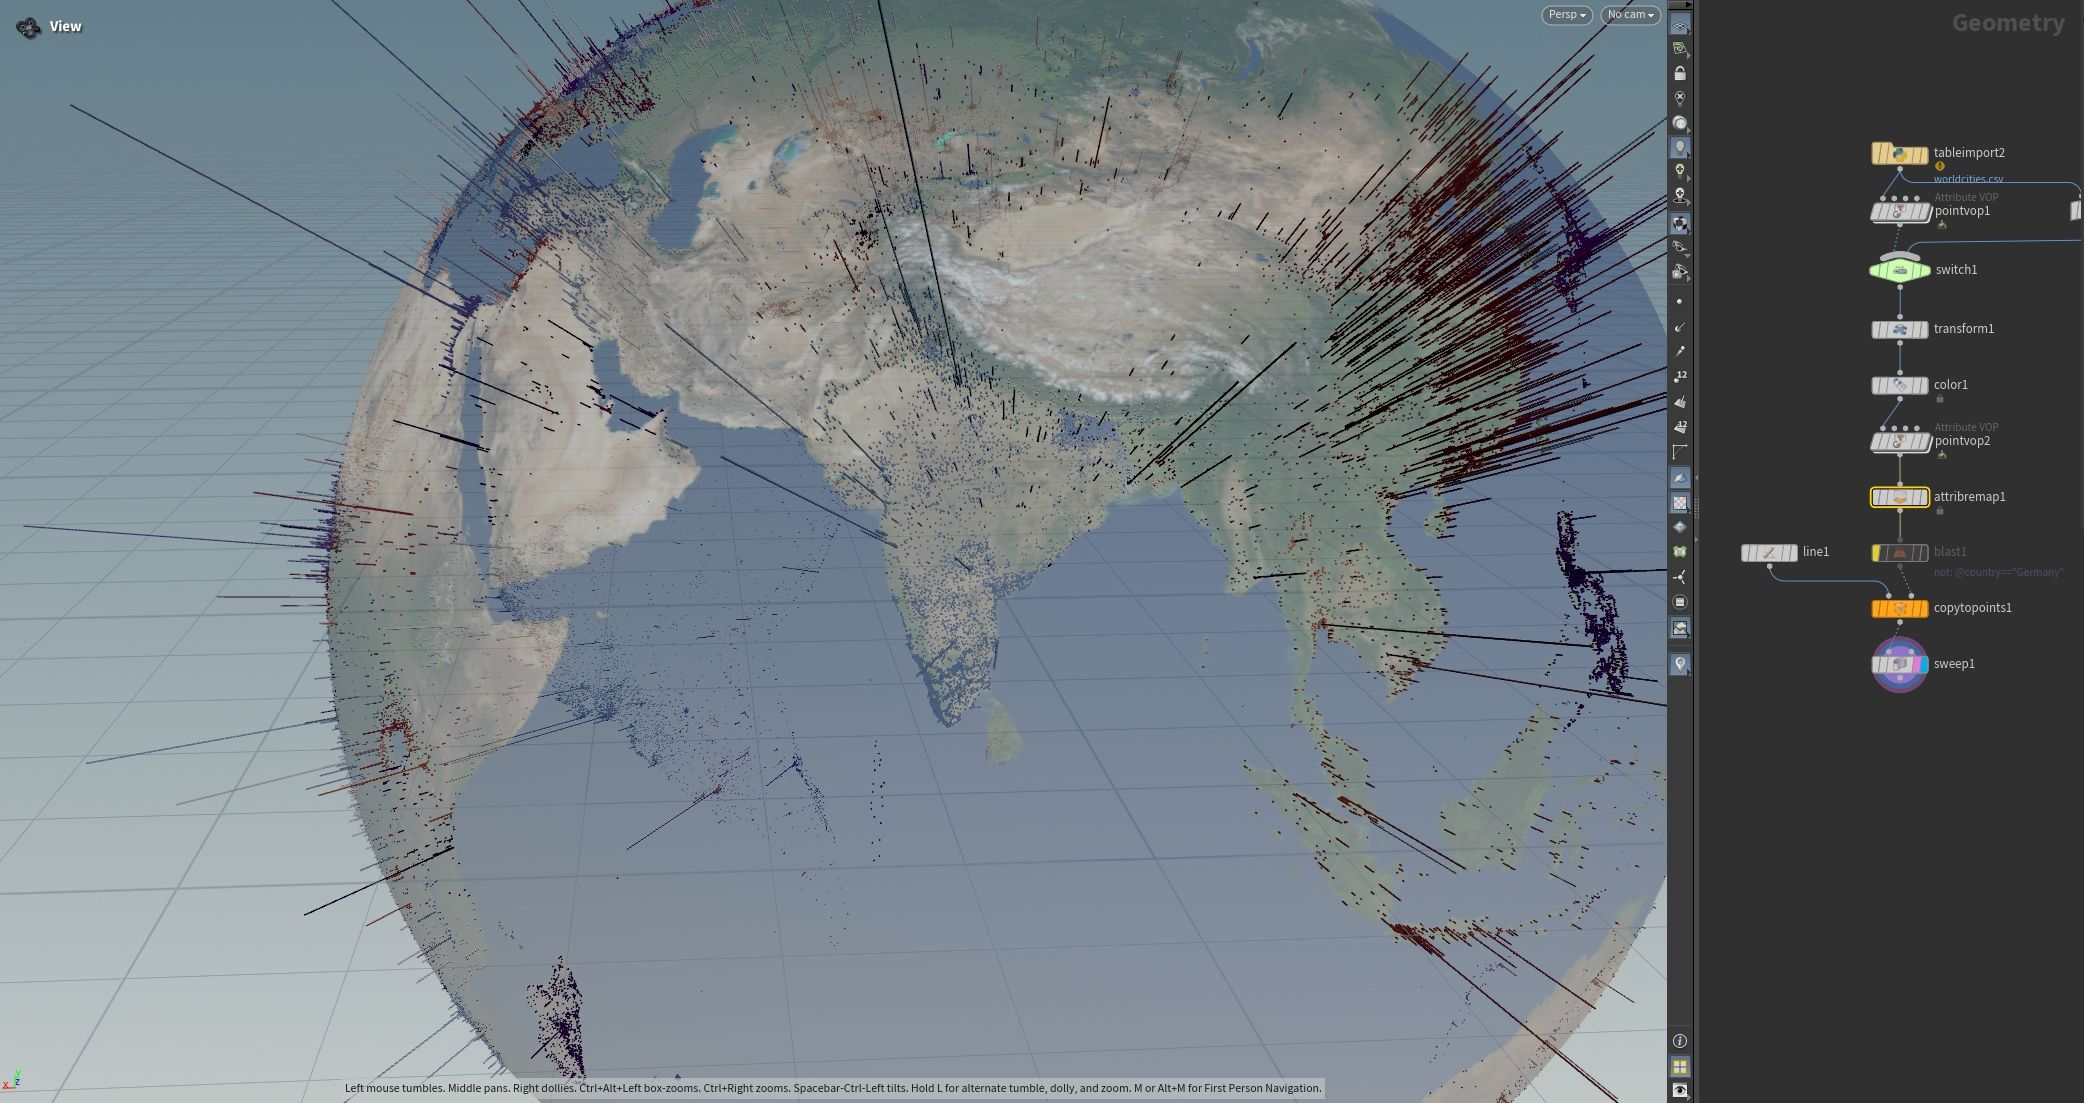 View
Persp
No cam
Geometry
tableimport2
worldcities.csv
Attribute VOP
pointvop1
switch1
transform1
color1
Attribute VOP
pointvop2
attribremap1
line1
blast1
not: @country=="Germany"
copytopoints1
sweep1
12
12
y
x
z
Left mouse tumbles. Middle pans. Right dollies. Ctrl+Alt+Left box-zooms. Ctrl+Right zooms. Spacebar-Ctrl-Left tilts. Hold L for alternate tumble, dolly, and zoom. M or Alt+M for First Person Navigation.